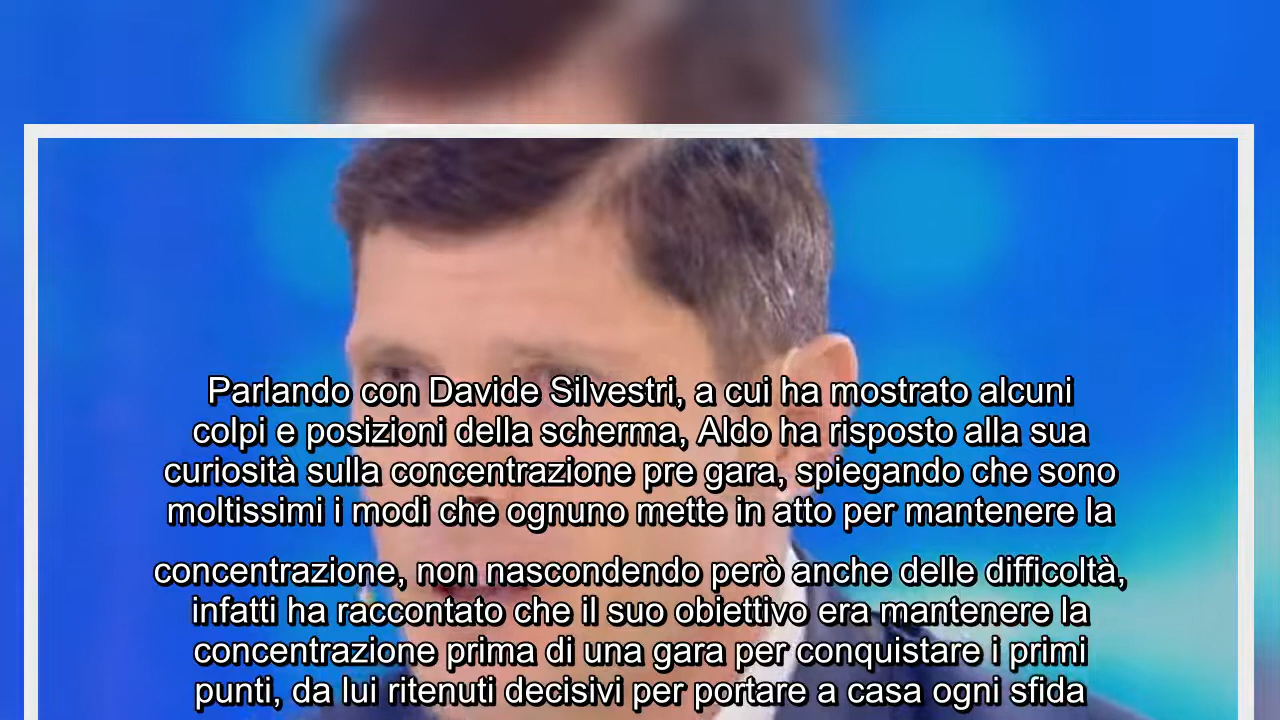 Parlando con Davide Silvestri, a cui ha mostrato alcuni
colpi e posizioni della scherma, Aldo ha risposto alla sua
curiosità sulla concentrazione pre gara, spiegando che sono
moltissimi i modi che ognuno mette in atto per mantenere la
concentrazione, non nascondendo però anche delle difficoltà,
infatti ha raccontato che il suo obiettivo era mantenere la
concentrazione prima di una gara per conquistare i primi
punti, da lui ritenuti decisivi per portare a casa ogni sfida